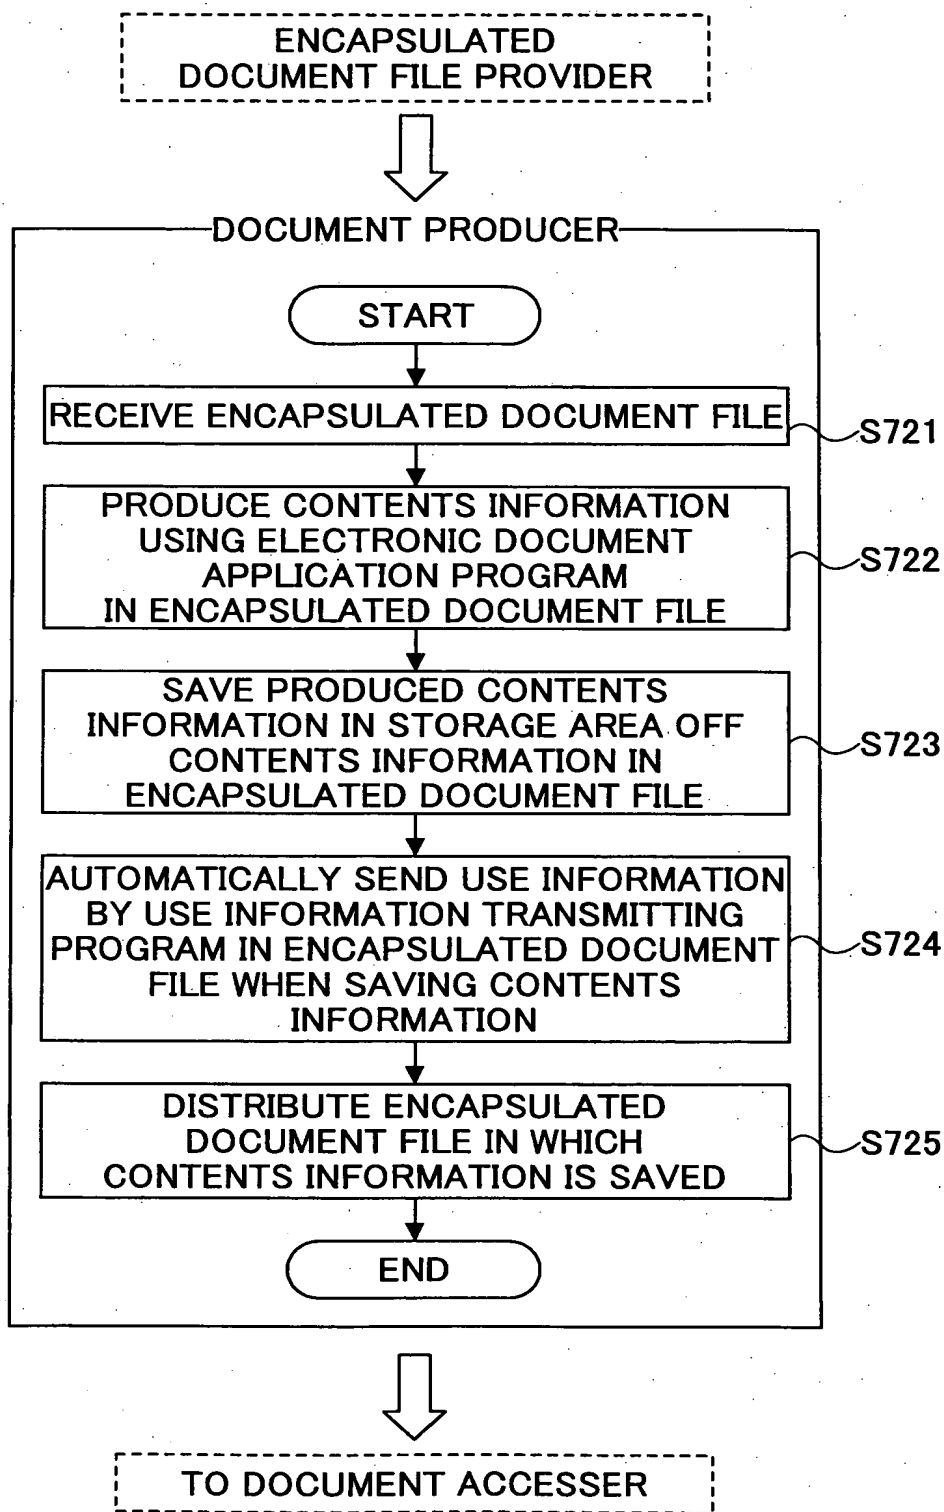 ENCAPSULATED
DOCUMENT FILE PROVIDER
DOCUMENT PRODUCER
START
RECEIVE ENCAPSULATED DOCUMENT FILE
S721
PRODUCE CONTENTS INFORMATION
USING ELECTRONIC DOCUMENT
APPLICATION PROGRAM
IN ENCAPSULATED DOCUMENT FILE
S722
SAVE PRODUCED CONTENTS
INFORMATION IN STORAGE AREA OFF
CONTENTS INFORMATION IN
ENCAPSULATED DOCUMENT FILE
S723
AUTOMATICALLY SEND USE INFORMATION
BY USE INFORMATION TRANSMITTING
PROGRAM IN ENCAPSULATED DOCUMENT
FILE WHEN SAVING CONTENTS
INFORMATION
S724
DISTRIBUTE ENCAPSULATED
DOCUMENT FILE IN WHICH
CONTENTS INFORMATION IS SAVED
S725
END
TO DOCUMENT ACCESSER